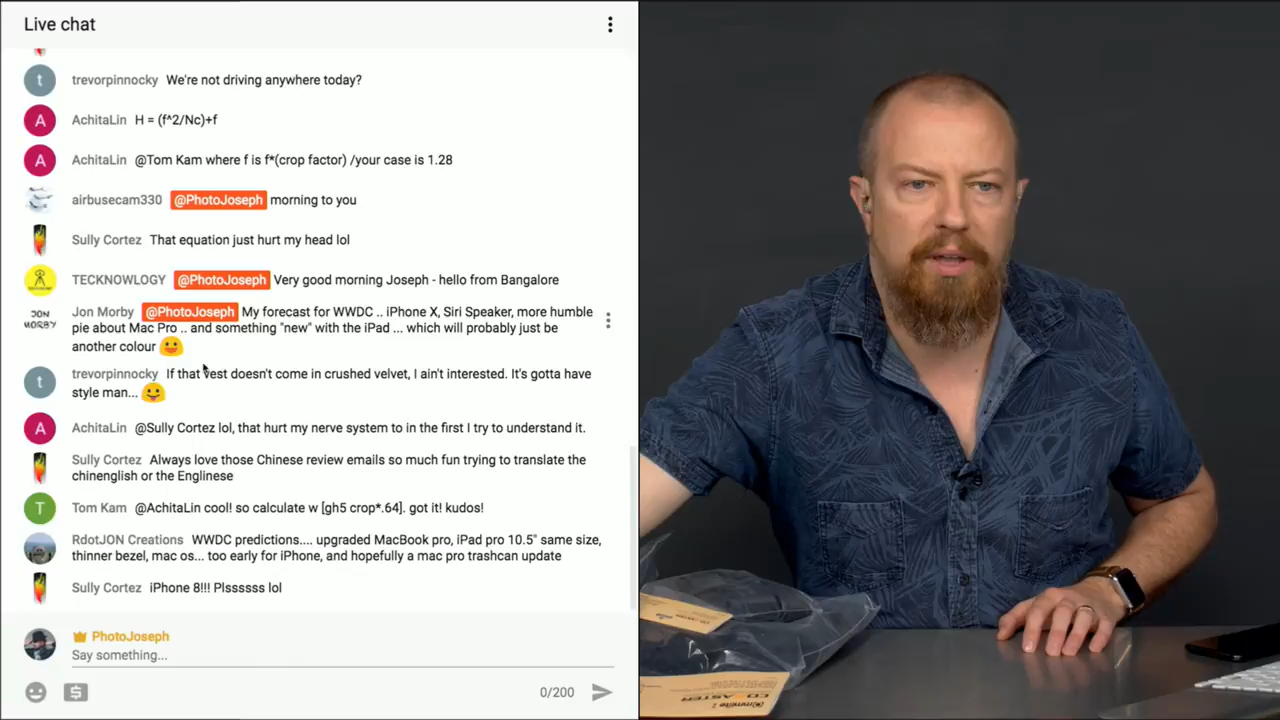 Live chat
trevorpinnocky We're not driving anywhere today?
AchitaLin H = (f^2/Nc)+f
AchitaLin @Tom Kam where f is f*(crop factor) /your case is 1.28
airbusecam330 @PhotoJoseph morning to you
Sully Cortez That equation just hurt my head lol
TECKNOWLOGY @PhotoJoseph Very good morning Joseph - hello from Bangalore
JON MORBY
Jon Morby @PhotoJoseph My forecast for WWDC .. iPhone X, Siri Speaker, more humble
pie about Mac Pro .. and something "new" with the iPad ... which will probably just be
another colour
trevorpinnocky If that vest doesn't come in crushed velvet, I ain't interested. It's gotta have
style man...
AchitaLin @Sully Cortez lol, that hurt my nerve system to in the first I try to understand it.
Sully Cortez Always love those Chinese review emails so much fun trying to translate the
chinenglish or the Englinese
Tom Kam @AchitaLin cool! so calculate w [gh5 crop*.64]. got it! kudos!
RdotJON Creations WWDC predictions.... upgraded MacBook pro, iPad pro 10.5" same size,
thinner bezel, mac os... too early for iPhone, and hopefully a mac pro trashcan update
Sully Cortez iPhone 8!!! Plssssss lol
PhotoJoseph
Say something...
0/200
t
A
A
t
A
T